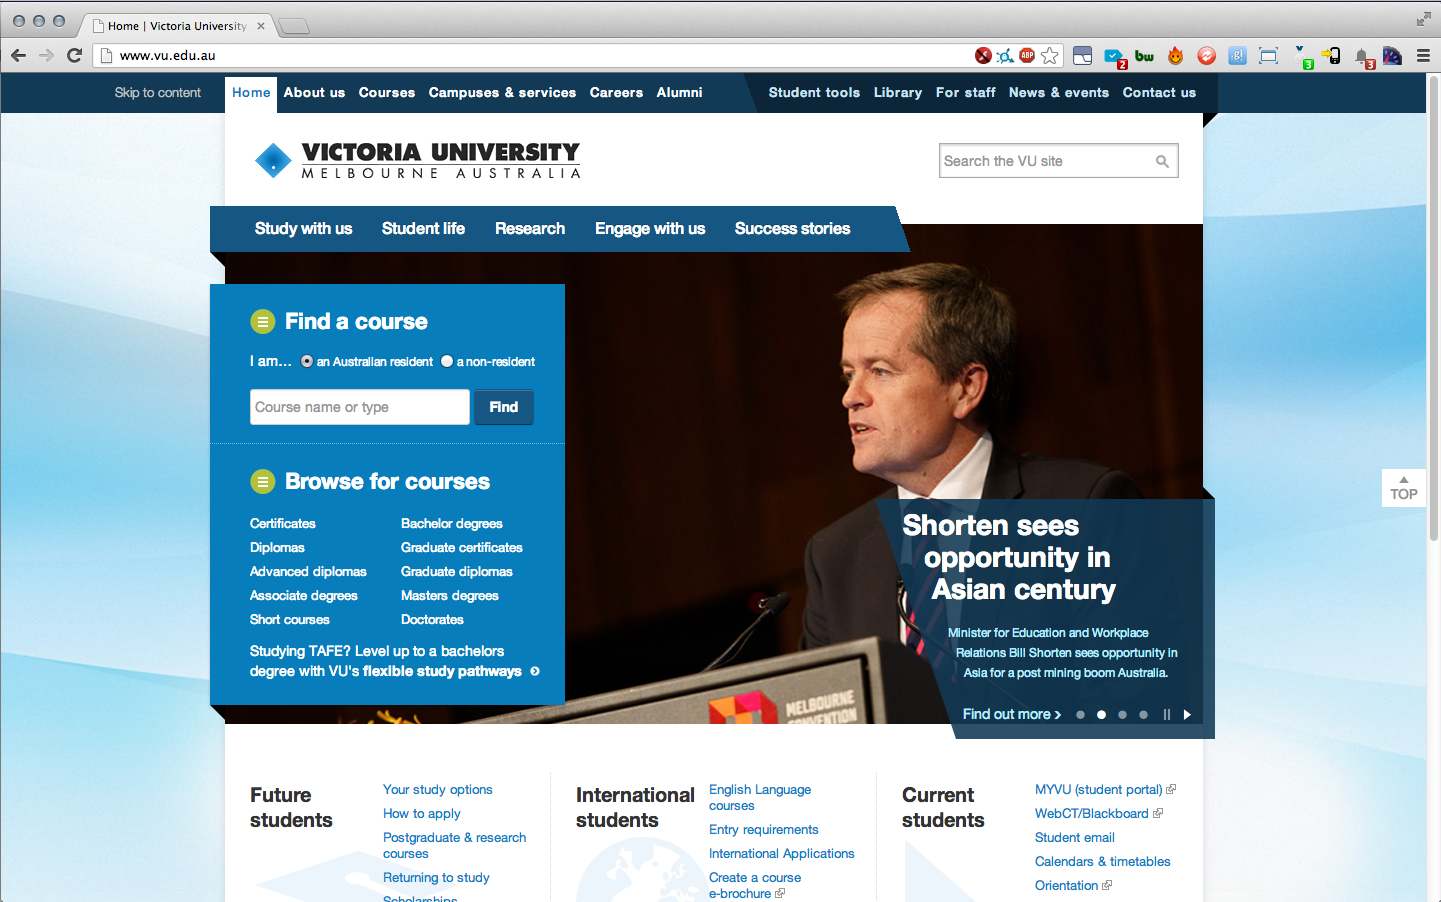 Home | Victoria University
www.vu.edu.au
ABP
2
bw
g!
3
3
Skip to content
Home
About us
Courses
Campuses & services
Careers
Alumni
Student tools
Library
For staff
News & events
Contact us
VICTORIA UNIVERSITY
MELBOURNE AUSTRALIA
Search the VU site
Study with us
Student life
Research
Engage with us
Success stories
Find a course
I am...
an Australian resident
a non-resident
Course name or type
Find
Browse for courses
Certificates
Diplomas
Advanced diplomas
Associate degrees
Short courses
Bachelor degrees
Graduate certificates
Graduate diplomas
Masters degrees
Doctorates
Studying TAFE? Level up to a bachelors
degree with VU's flexible study pathways
MELBOURNE
CONVENTION
Shorten sees
opportunity in
Asian century
Minister for Education and Workplace
Relations Bill Shorten sees opportunity in
Asia for a post mining boom Australia.
Find out more
TOP
Future
students
Your study options
How to apply
Postgraduate & research
courses
Returning to study
Scholarships
International
students
English Language
courses
Entry requirements
International Applications
Create a course
e-brochure
Current
students
MYVU (student portal)
WebCT/Blackboard
Student email
Calendars & timetables
Orientation